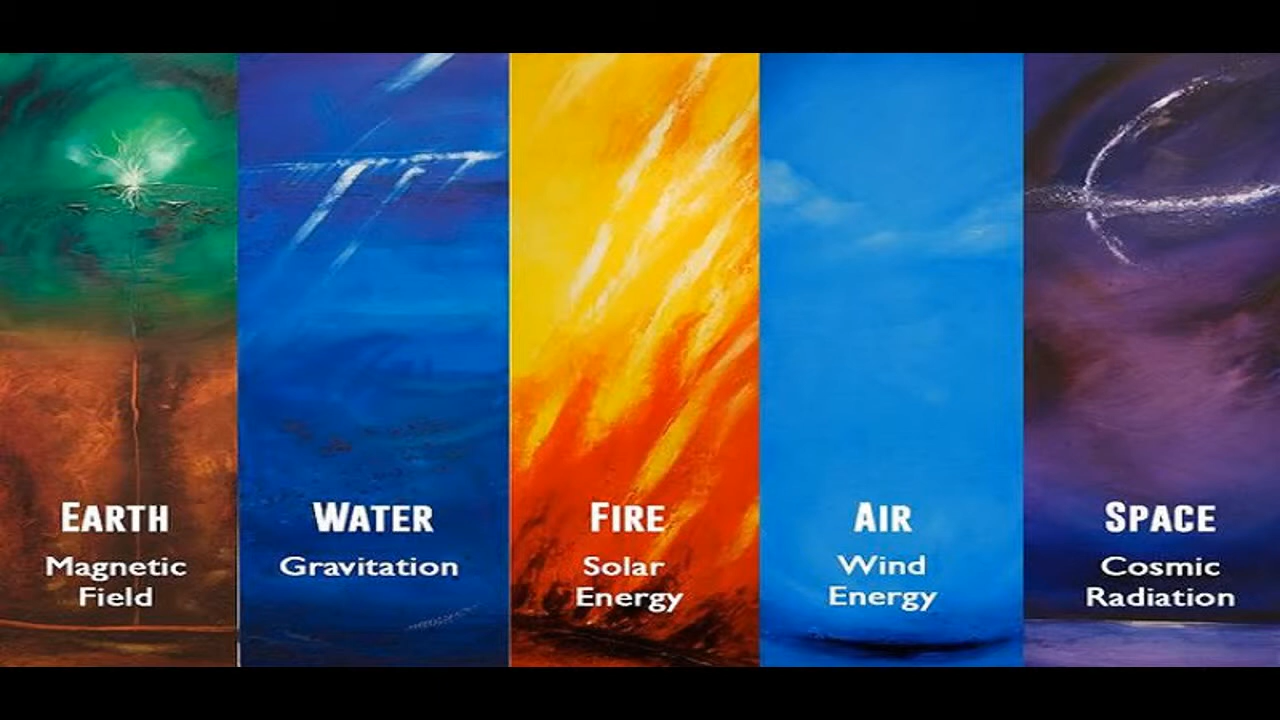 EARTH
Magnetic
Field
WATER
Gravitation
FIRE
Solar
Energy
AIR
Wind
Energy
SPACE
Cosmic
Radiation